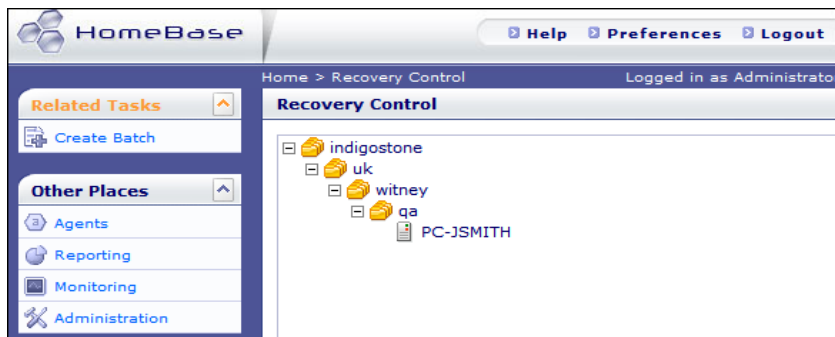 HomeBase
Help Preferences Logout
Home > Recovery Control Logged in as Administrato
Related Tasks
Create Batch
Other Places
Agents
Reporting
Monitoring
Administration
Recovery Control
indigostone
uk
witney
qa
PC-JSMITH